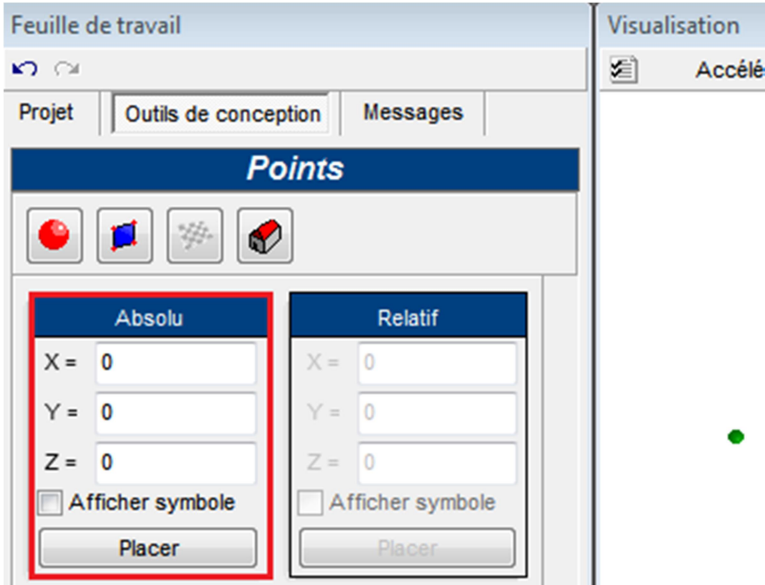 Feuille de travail
Visualisation
Accélé
Projet
Outils de conception
Messages
Points
Absolu
X = 0
Y = 0
Z = 0
Afficher symbole
Placer
Relatif
X = 0
Y = 0
Z = 0
Afficher symbole
Placer